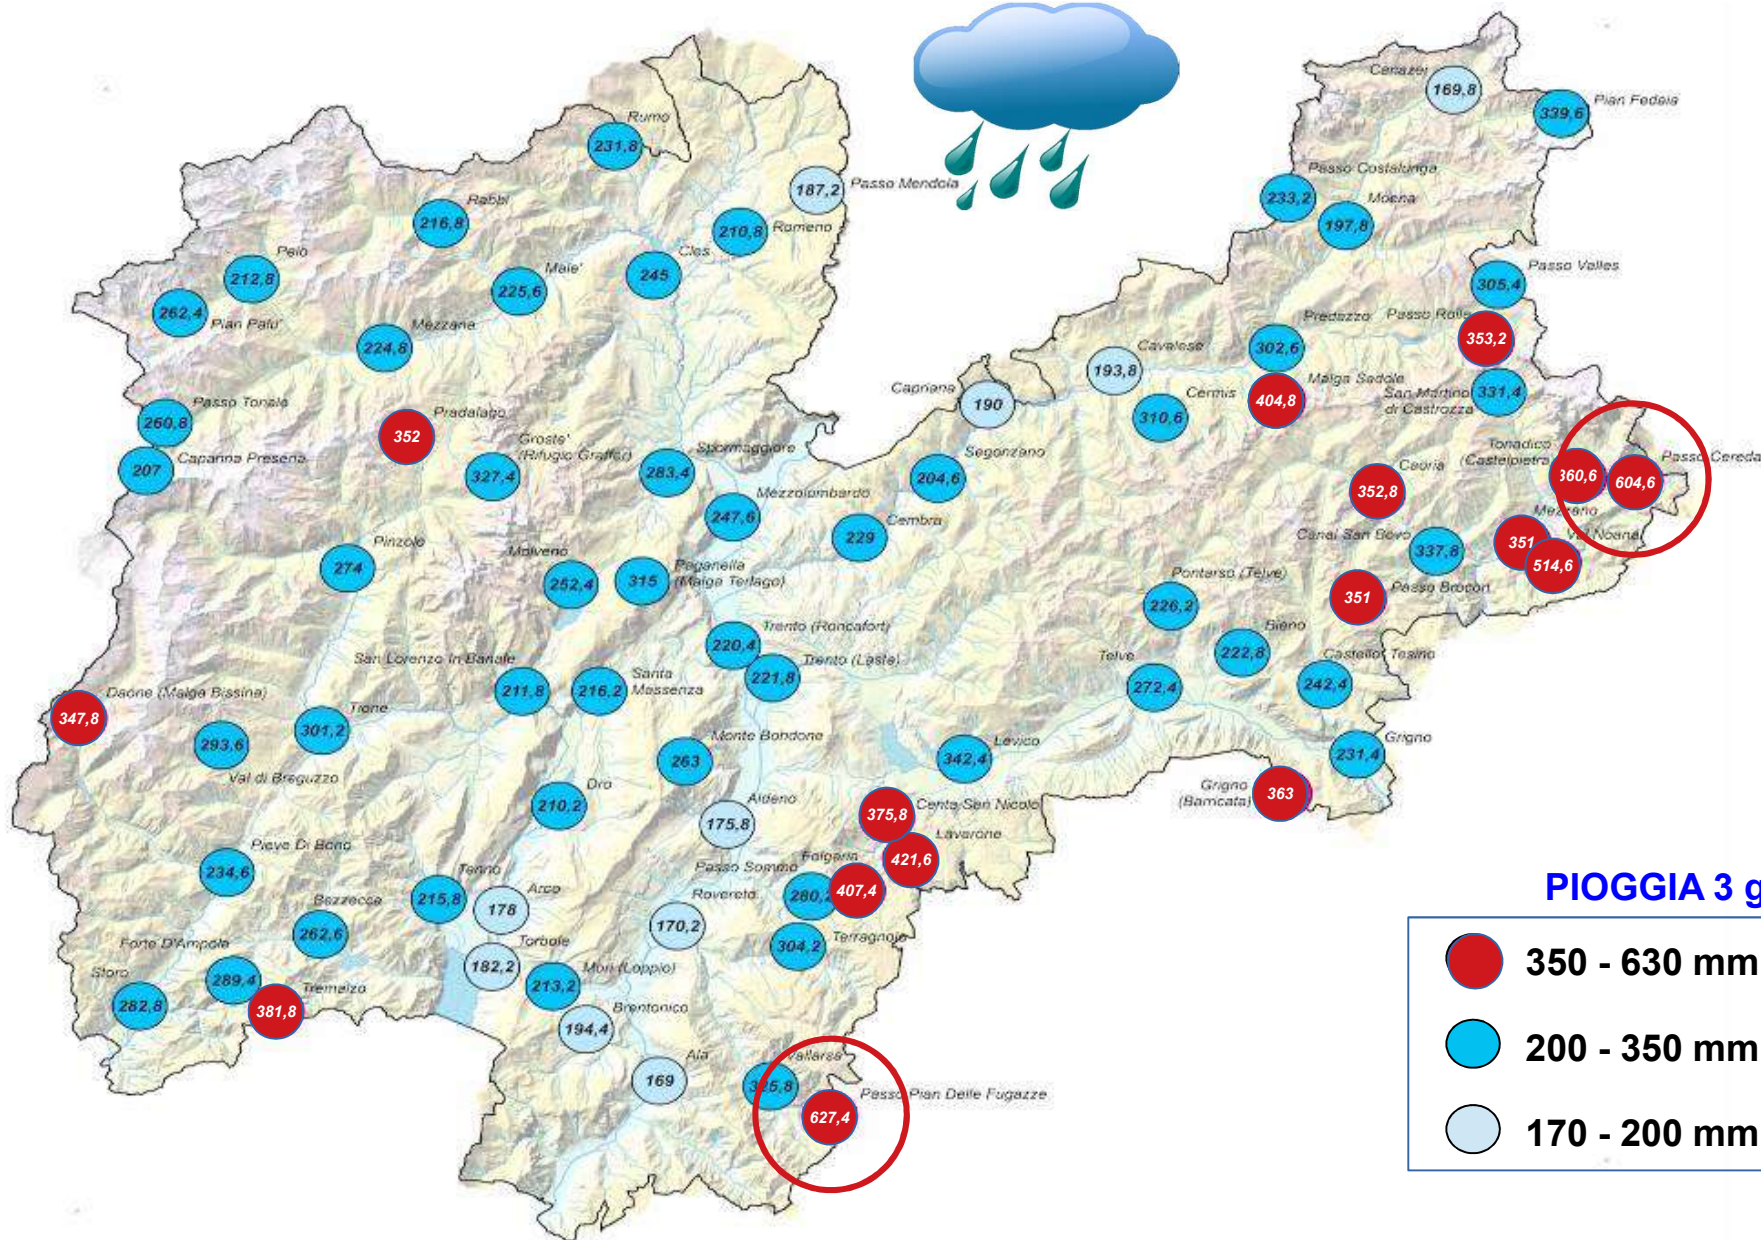 Canazei
169,8
Pian Fedaia
339,6
Rumo
231,8
Passo Costalunga
233,2
Moena
197,8
187,2
Passo Mendola
Rabbi
216,8
210,8
Romeno
Peio
212,8
Male'
225,6
Cles
245
Passo Valles
305,4
262,4
Pian Palu'
Mezzana
224,8
Predazzo
302,6
Passo Rolle
353,2
Cavalese
193,8
Capriana
190
Cermis
310,6
Malga Sadole
404,8
San Martino
di Castrozza
331,4
Passo Tonale
260,8
Pradalago
352
207
Capanna Presena
Groste'
(Rifugio Graffer)
327,4
Spormaggiore
283,4
Segonzano
204,6
Tonadico
(Castelpietra)
360,6
Passo Cereda
604,6
Caoria
352,8
Mezzolombardo
247,6
Cembra
229
Mezzano
351
Val Noana
514,6
Canal San Bovo
337,8
Pinzolo
274
Molveno
252,4
315
Paganella
(Malga Terlago)
Pontarso (Telve)
226,2
351
Passo Brocon
Trento (Roncafort)
220,4
Trento (Laste)
221,8
Bieno
222,8
Castello Tesino
242,4
Telve
272,4
San Lorenzo In Banale
211,8
Santa
Massenza
216,2
Daone (Malga Bissina)
347,8
Tione
301,2
293,6
Val di Breguzzo
Monte Bondone
263
Levico
342,4
Grigno
231,4
Grigno
(Barricata)
363
Dro
210,2
Aldeno
175,8
375,8
Centa San Nicolo
Lavarone
421,6
Folgaria
407,4
Passo Sommo
280,2
Pieve Di Bono
234,6
Tenno
215,8
Arco
178
Rovereto
170,2
Terragnolo
304,2
Bezzecca
262,6
Torbole
182,2
Forte D'Ampola
289,4
Storo
282,8
Tremalzo
381,8
Mori (Loppio)
213,2
Brentonico
194,4
Ala
169
Vallarsa
325,8
Passo Pian Delle Fugazze
627,4
PIOGGIA 3 g
350 - 630 mm
200 - 350 mm
170 - 200 mm